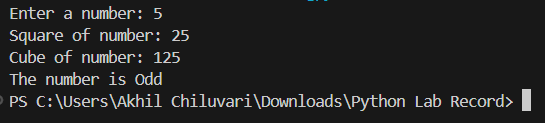 Enter a number: 5
Square of number: 25
Cube of number: 125
The number is Odd
PS C:\Users\Akhil Chiluvari\Downloads\Python Lab Record>